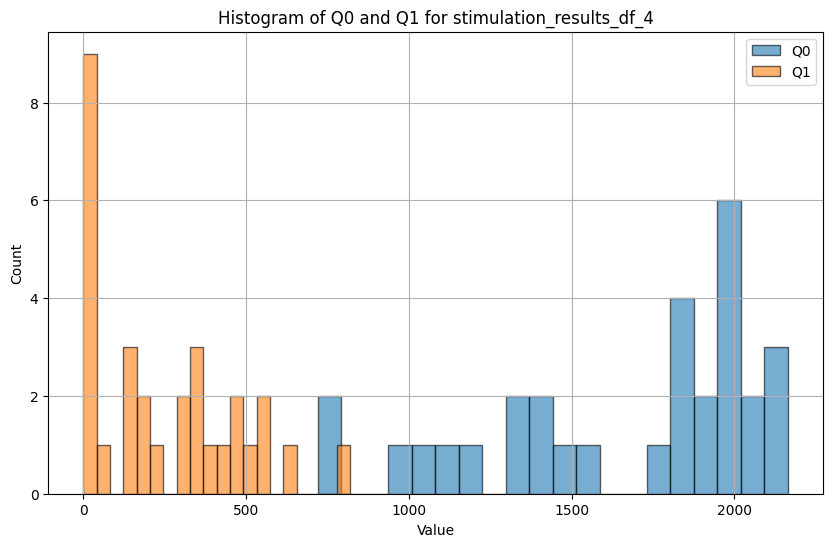 Histogram of Q0 and Q1 for stimulation_results_df_4
Q0
Q1
Count
8
6
4
2
0
0
500
1000
1500
2000
Value